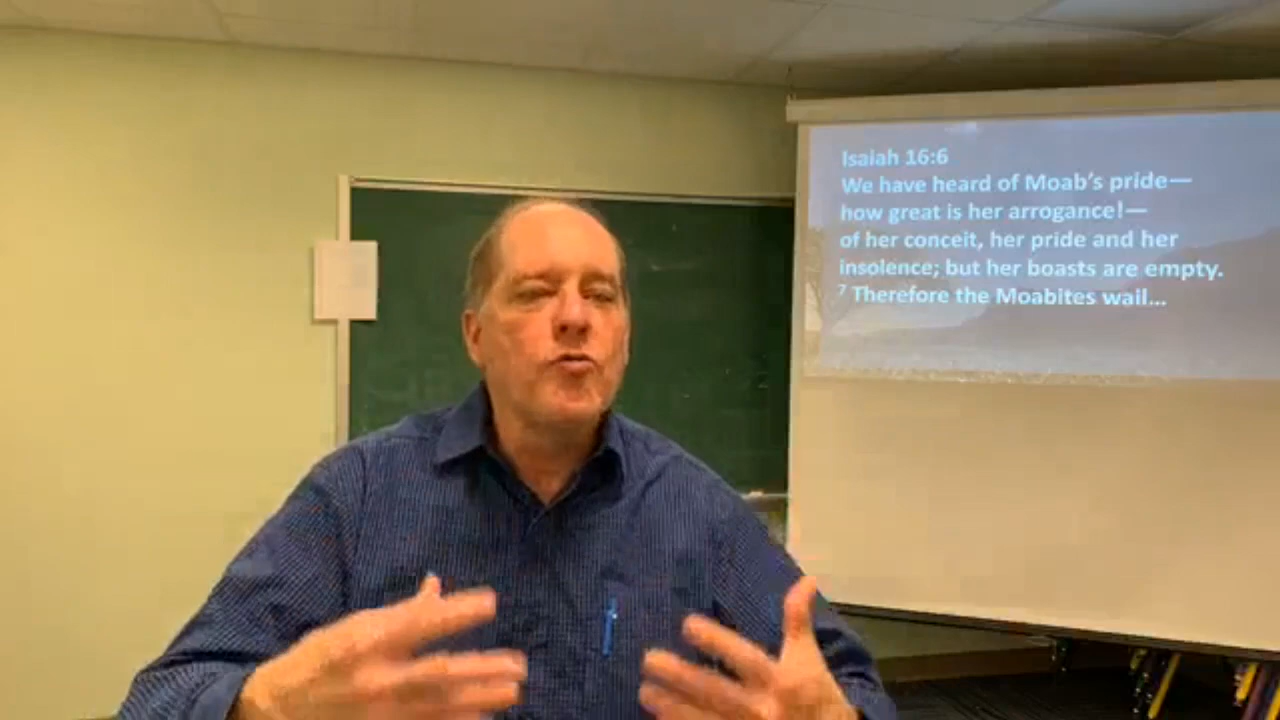 Isaiah 16:6
We have heard of Moab's pride—
how great is her arrogance!—
of her conceit, her pride and her
insolence; but her boasts are empty.
⁷ Therefore the Moabites wail...